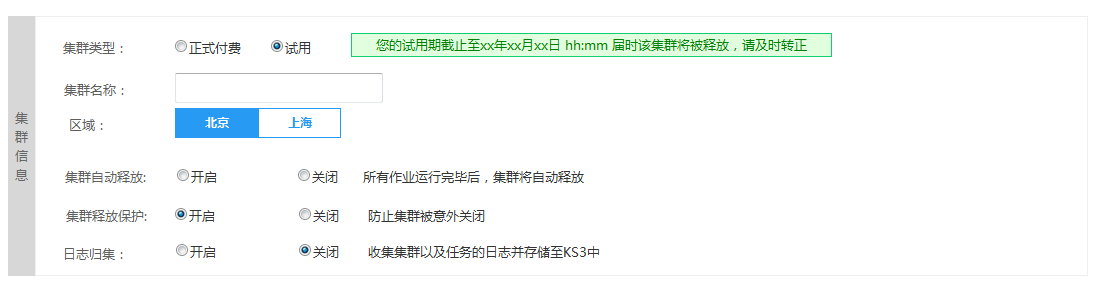 集群信息
集群类型： 正式付费 试用 您的试用期截止至xx年xx月xx日 hh:mm 届时该集群将被释放，请及时转正
集群名称：
区域： 北京 上海
集群自动释放: 开启 关闭 所有作业运行完毕后，集群将自动释放
集群释放保护: 开启 关闭 防止集群被意外关闭
日志归集： 开启 关闭 收集集群以及任务的日志并存储至KS3中